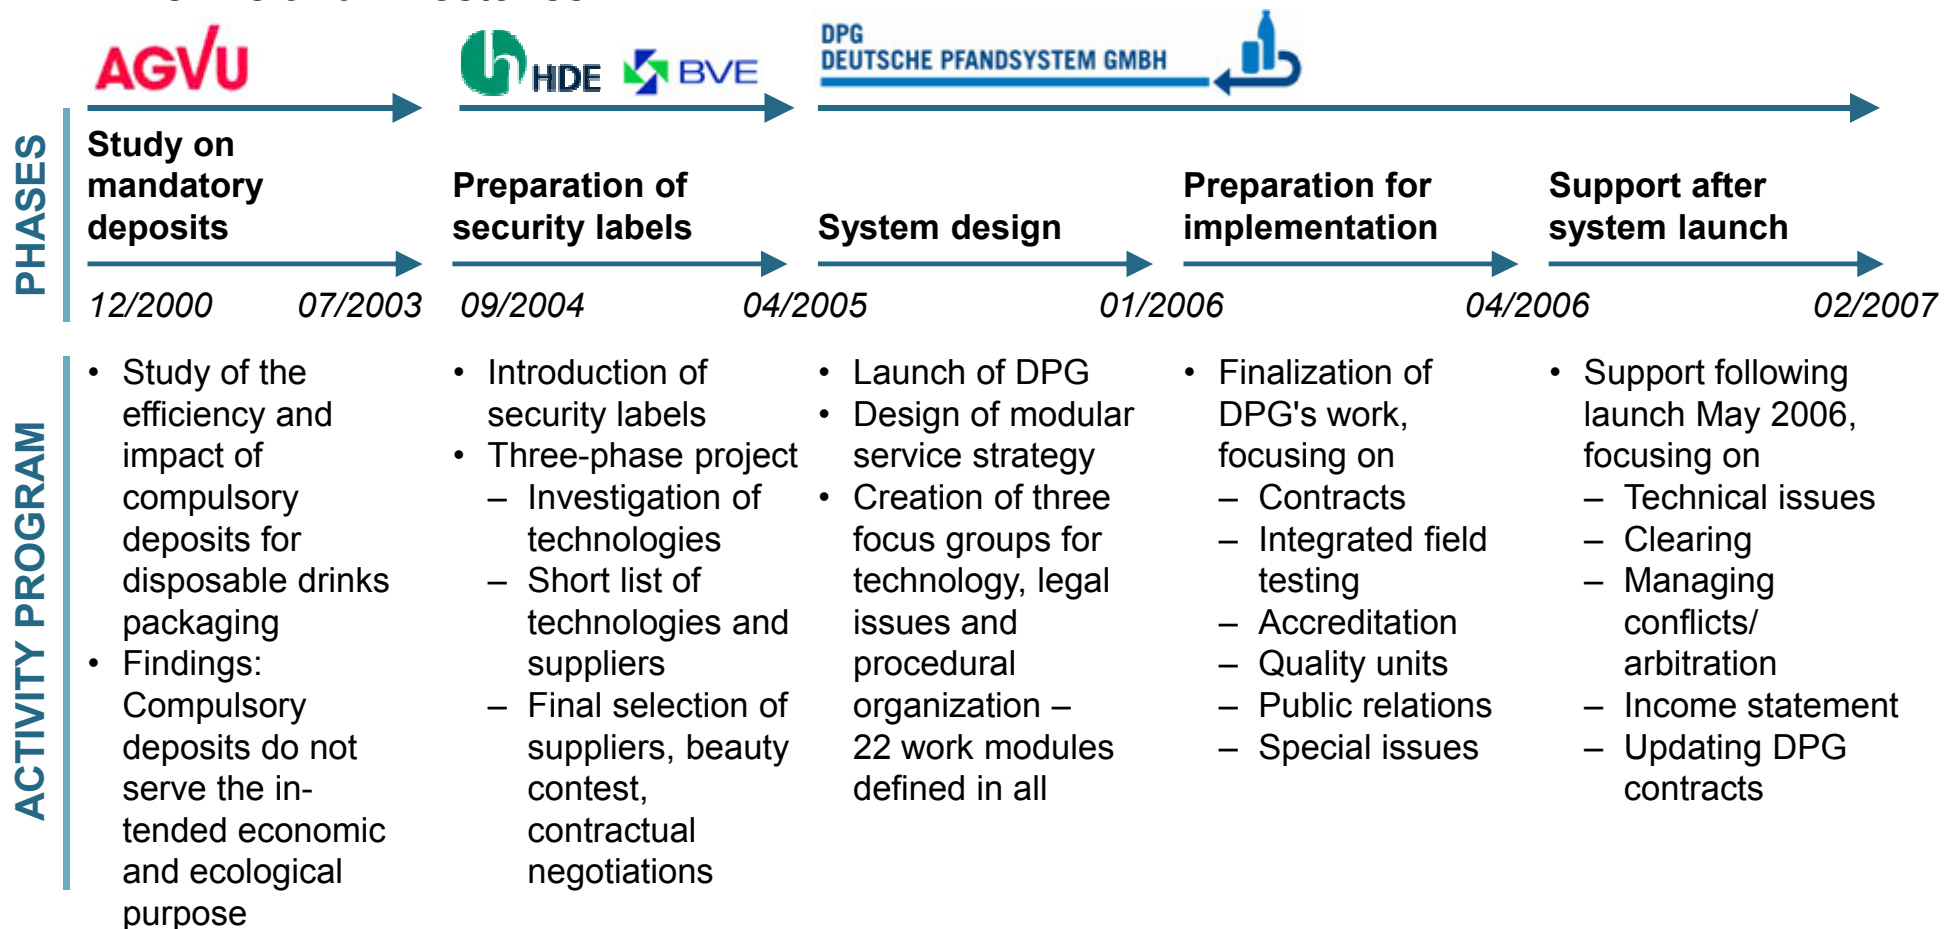 AGVU
HDE
BVE
DPG
DEUTSCHE PFANDSYSTEM GMBH
PHASES
Study on
mandatory
deposits
Preparation of
security labels
System design
Preparation for
implementation
Support after
system launch
12/2000 07/2003 09/2004 04/2005 01/2006 04/2006 02/2007
ACTIVITY PROGRAM
• Study of the
efficiency and
impact of
compulsory
deposits for
disposable drinks
packaging
• Findings:
Compulsory
deposits do not
serve the in-
tended economic
and ecological
purpose
• Introduction of
security labels
• Three-phase project
– Investigation of
technologies
– Short list of
technologies and
suppliers
– Final selection of
suppliers, beauty
contest,
contractual
negotiations
• Launch of DPG
• Design of modular
service strategy
• Creation of three
focus groups for
technology, legal
issues and
procedural
organization –
22 work modules
defined in all
• Finalization of
DPG's work,
focusing on
– Contracts
– Integrated field
testing
– Accreditation
– Quality units
– Public relations
– Special issues
• Support following
launch May 2006,
focusing on
– Technical issues
– Clearing
– Managing
conflicts/
arbitration
– Income statement
– Updating DPG
contracts